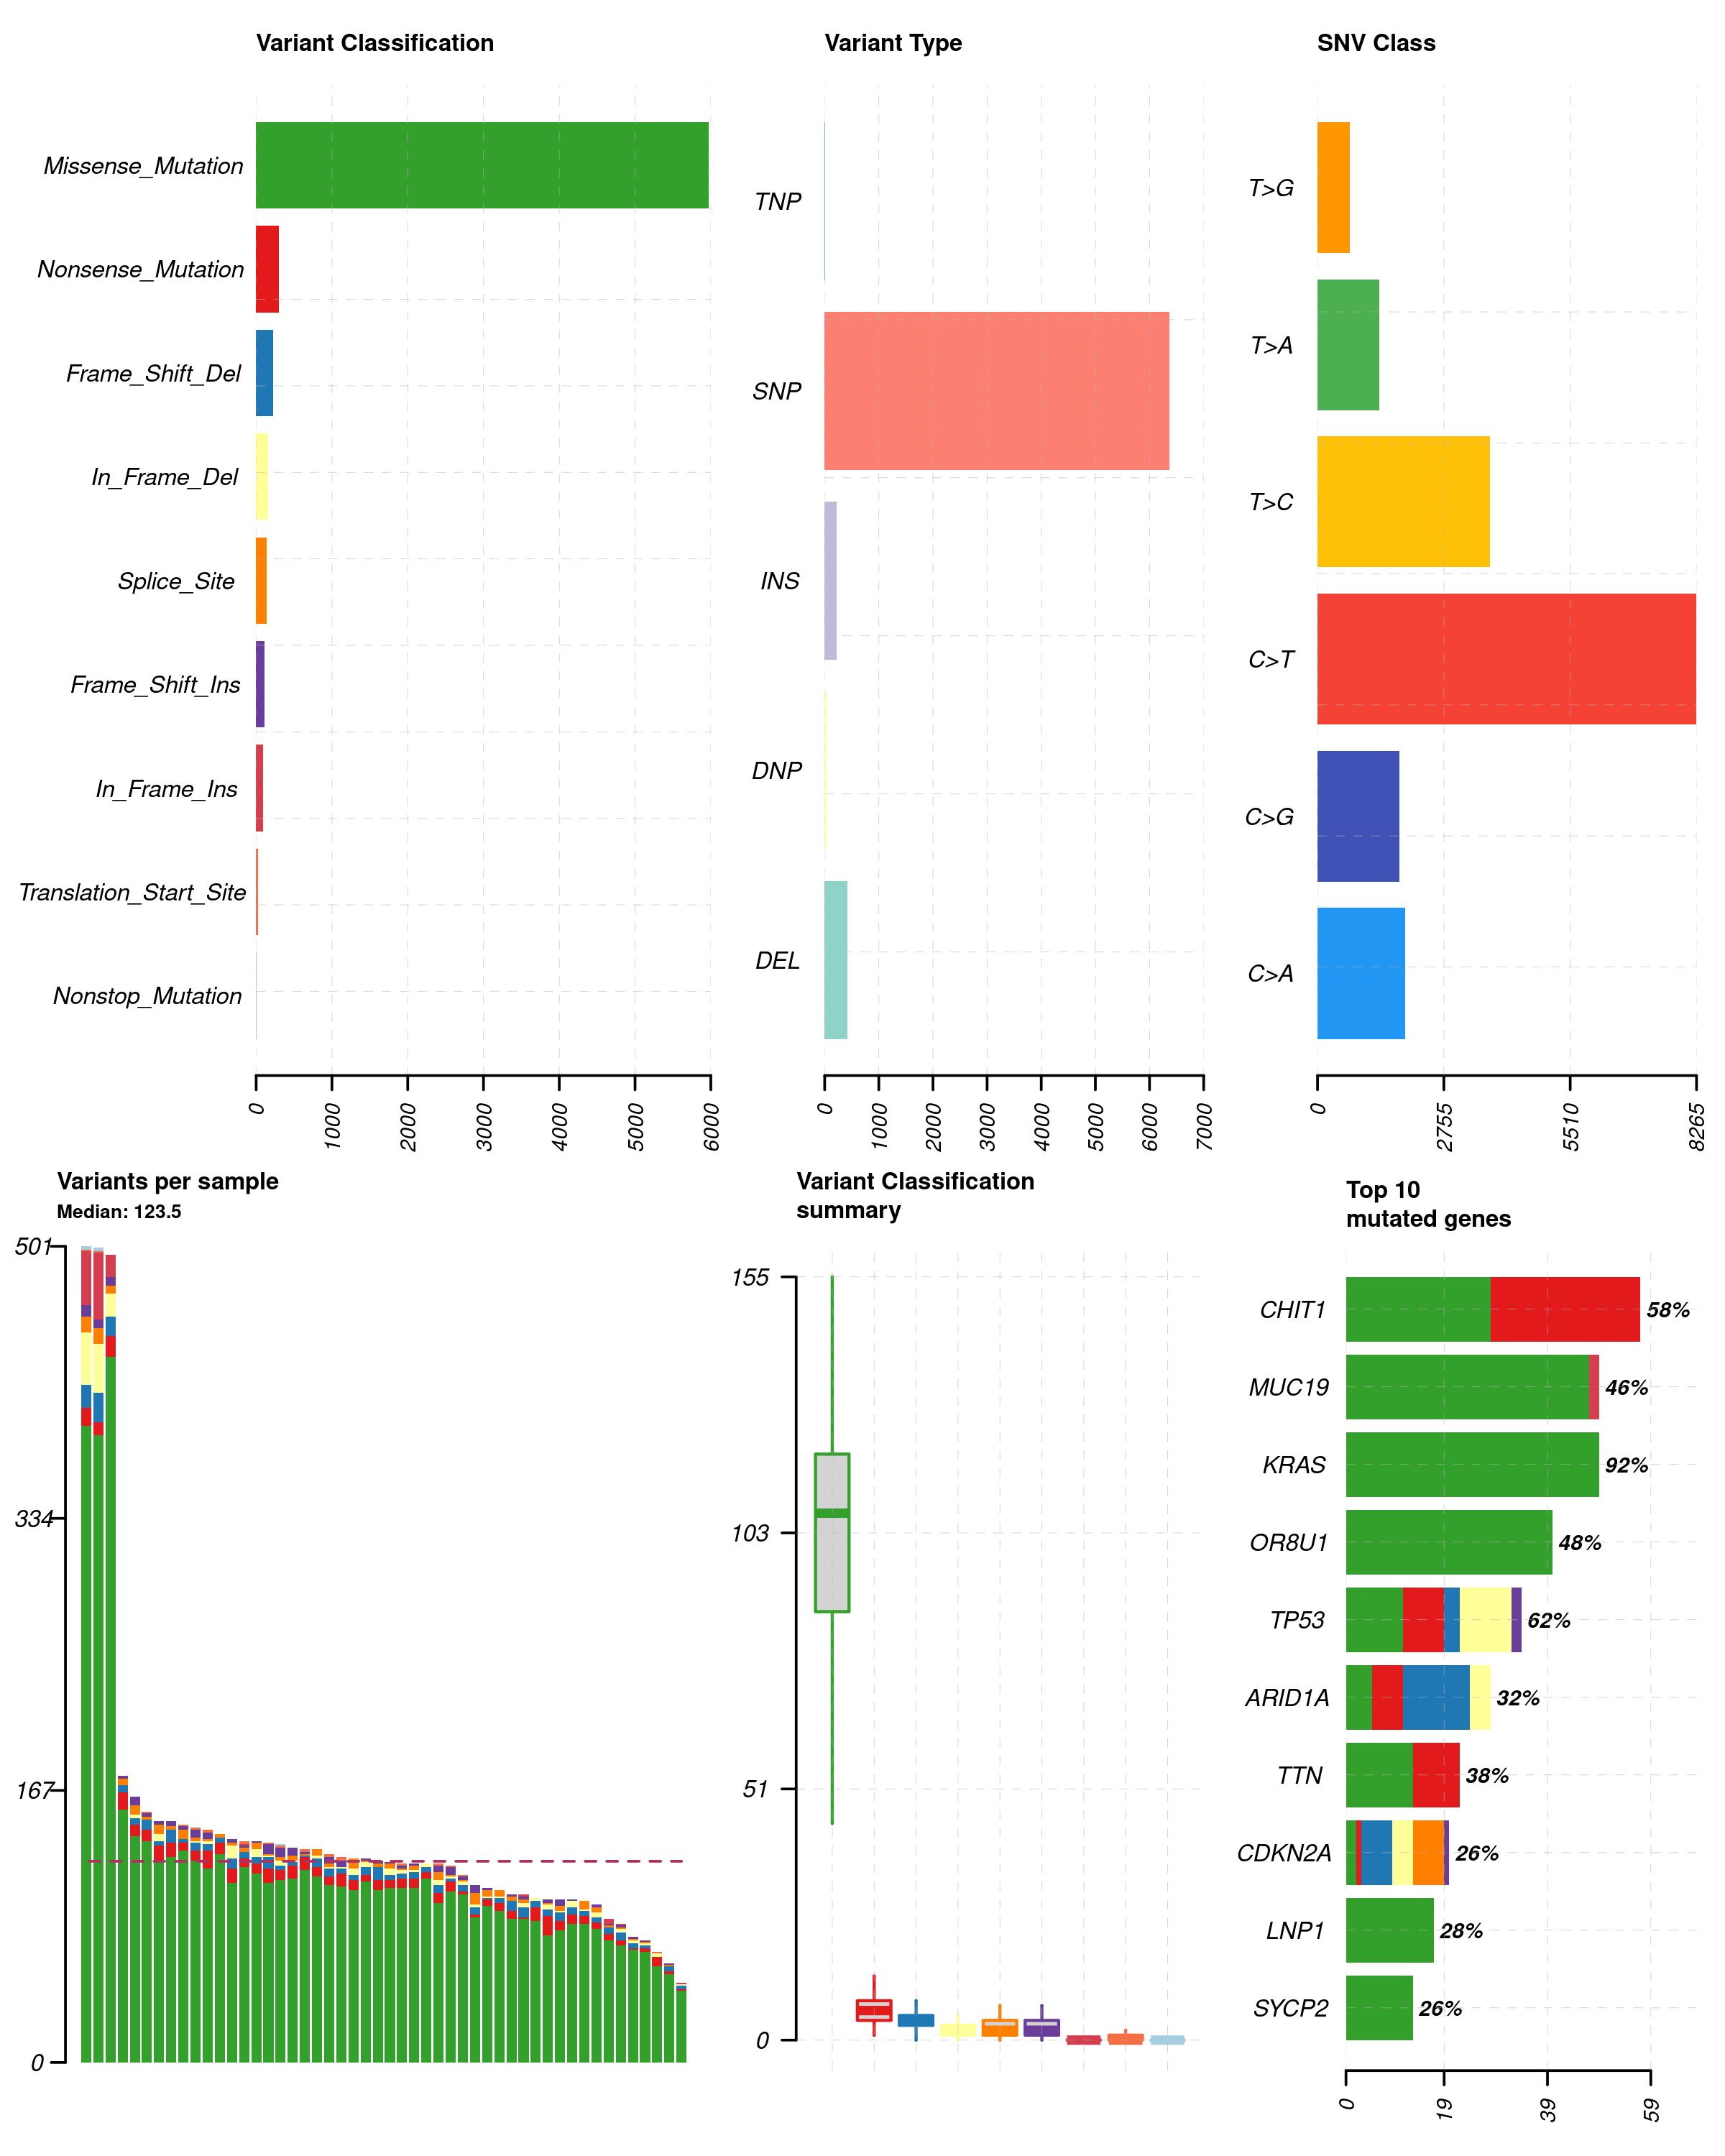 Variant Classification
Missense_Mutation
Nonsense_Mutation
Frame_Shift_Del
In_Frame_Del
Splice_Site
Frame_Shift_Ins
In_Frame_Ins
Translation_Start_Site
Nonstop_Mutation
0
1000
2000
3000
4000
5000
6000
Variant Type
TNP
SNP
INS
DNP
DEL
0
1000
2000
3000
4000
5000
6000
7000
SNV Class
T>G
T>A
T>C
C>T
C>G
C>A
0
2755
5510
8265
Variants per sample
Median: 123.5
501
334
167
0
Variant Classification
summary
155
103
51
0
Top 10
mutated genes
CHIT1 58%
MUC19 46%
KRAS 92%
OR8U1 48%
TP53 62%
ARID1A 32%
TTN 38%
CDKN2A 26%
LNP1 28%
SYCP2 26%
0
19
39
59